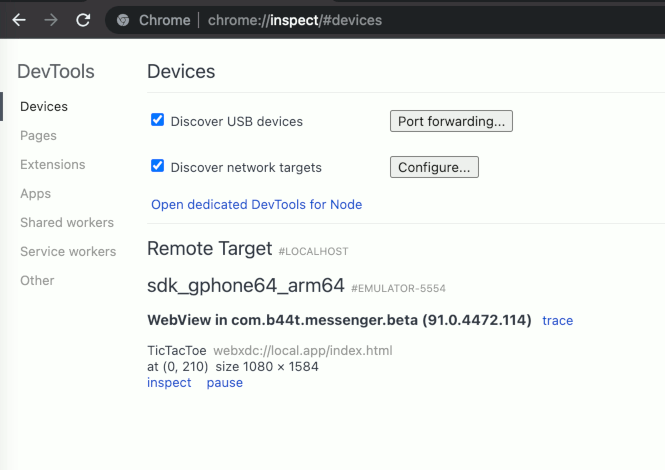 Chrome | chrome://inspect/#devices
DevTools
Devices
Pages
Extensions
Apps
Shared workers
Service workers
Other
Devices
Discover USB devices Port forwarding...
Discover network targets Configure...
Open dedicated DevTools for Node
Remote Target #LOCALHOST
sdk_gphone64_arm64 #EMULATOR-5554
WebView in com.b44t.messenger.beta (91.0.4472.114) trace
TicTacToe webxdc://local.app/index.html
at (0, 210) size 1080 × 1584
inspect pause